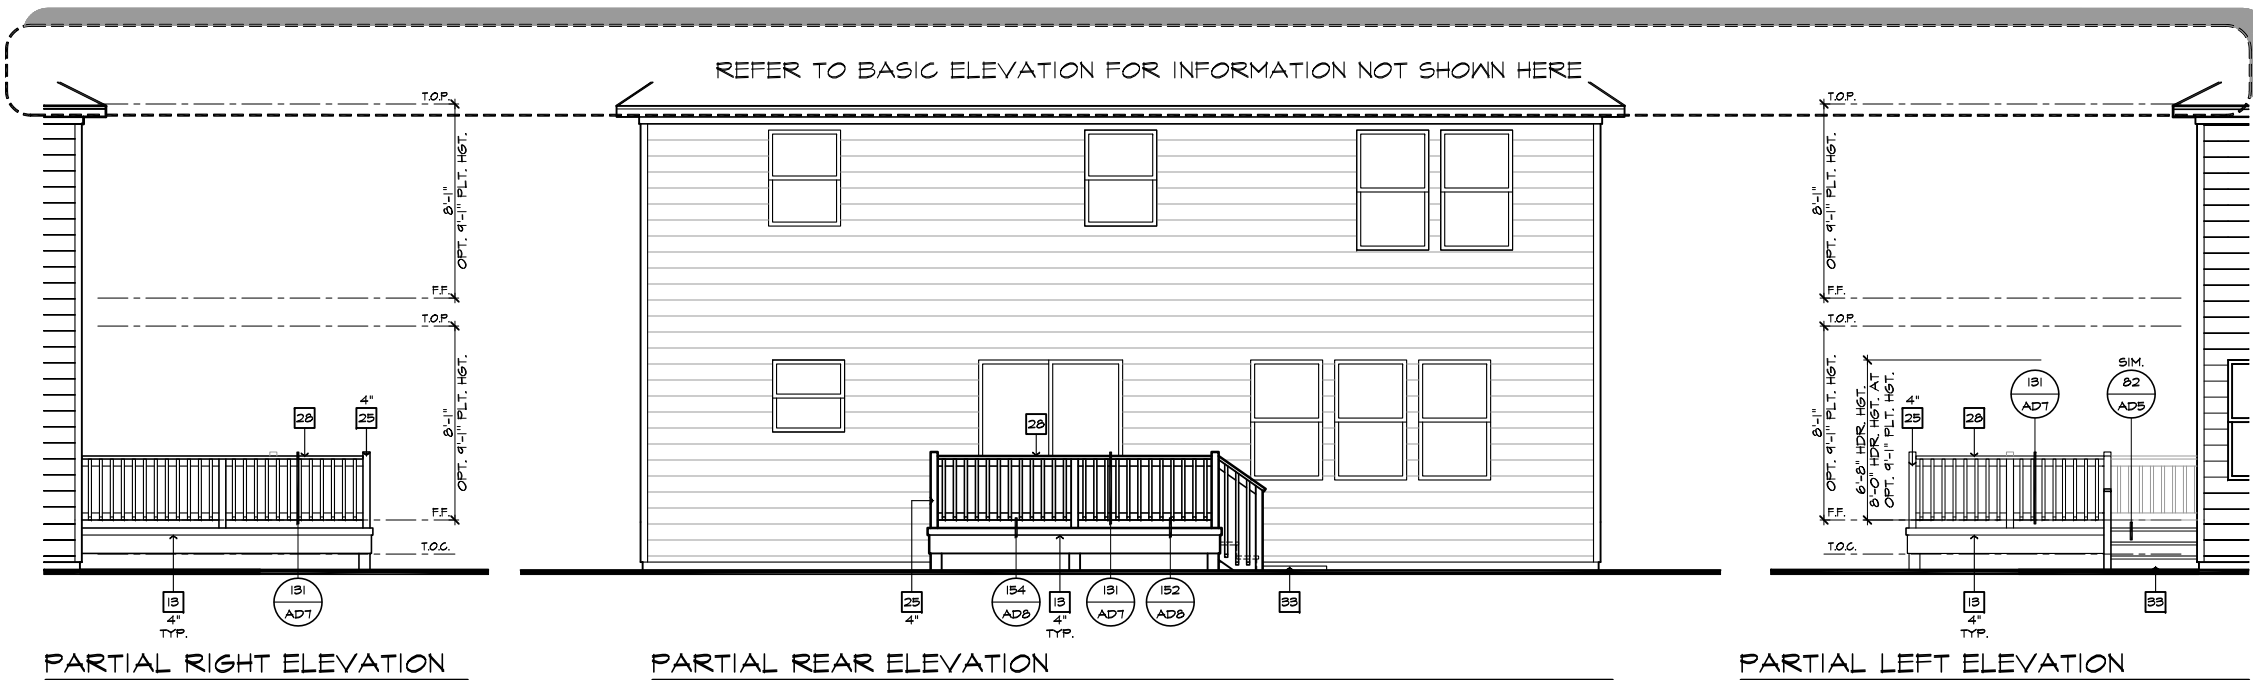 REFER TO BASIC ELEVATION FOR INFORMATION NOT SHOWN HERE
T.O.P.
8'-1"
OPT. 9'-1" PLT. HGT.
F.F.
T.O.P.
8'-1"
OPT. 9'-1" PLT. HGT.
F.F.
T.O.C.
28
4"
25
13
4"
TYP.
131
AD7
PARTIAL RIGHT ELEVATION
28
25
4"
154
AD8
13
4"
TYP.
131
AD7
152
AD8
33
PARTIAL REAR ELEVATION
T.O.P.
8'-1"
OPT. 9'-1" PLT. HGT.
F.F.
T.O.P.
8'-1"
OPT. 9'-1" PLT. HGT.
6'-8" HDR. HGT.
8'-0" HDR. HGT. AT
OPT. 9'-1" PLT. HGT.
F.F.
T.O.C.
4"
25
28
131
AD7
SIM.
82
AD5
13
4"
TYP.
33
PARTIAL LEFT ELEVATION